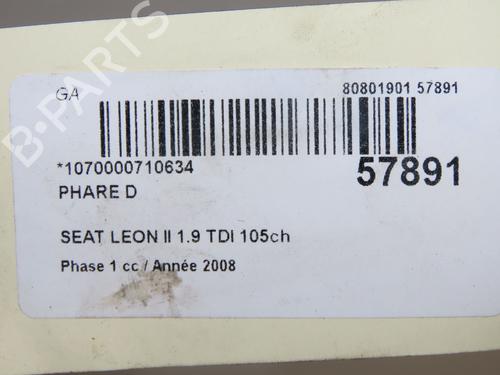 B-PARTS
GA
80801901 57891
*1070000710634
57891
PHARE D
SEAT LEON II 1.9 TDI 105ch
Phase 1 cc / Année 2008